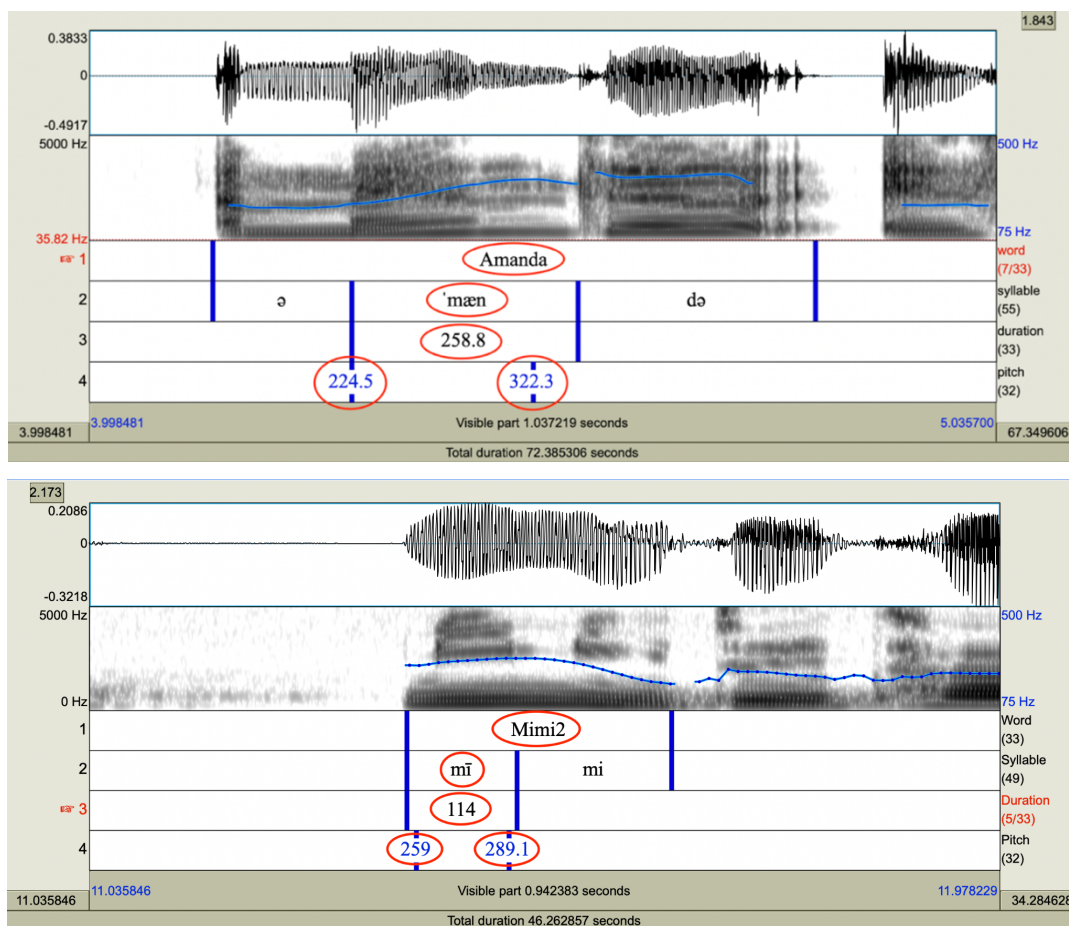 1.843
0.3833
0
-0.4917
5000 Hz 500 Hz
35.82 Hz 75 Hz
☞ 1 Amanda word (7/33)
2 ə ˈmæn də syllable (55)
3 258.8 duration (33)
4 224.5 322.3 pitch (32)
3.998481 3.998481 Visible part 1.037219 seconds 5.035700 67.349606
Total duration 72.385306 seconds
2.173
0.2086
0
-0.3218
5000 Hz 500 Hz
0 Hz 75 Hz
1 Mimi2 Word (33)
2 mī mi Syllable (49)
☞ 3 114 Duration (5/33)
4 259 289.1 Pitch (32)
11.035846 11.035846 Visible part 0.942383 seconds 11.978229 34.284628
Total duration 46.262857 seconds